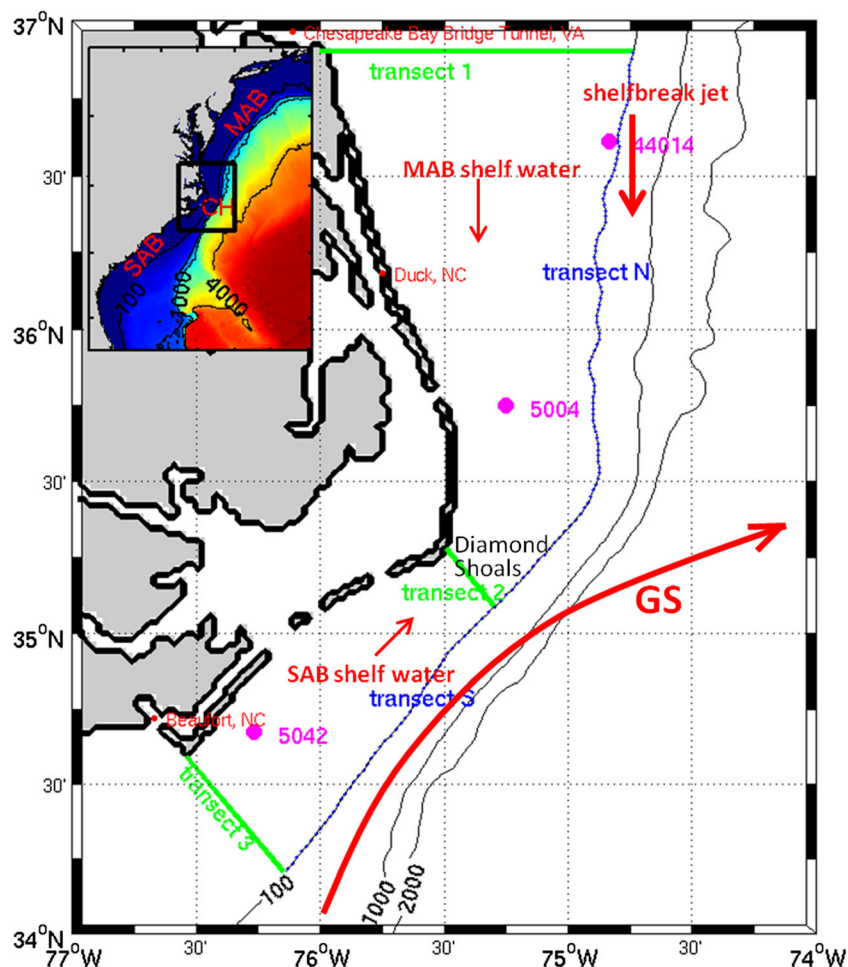 37°N
Chesapeake Bay Bridge Tunnel, VA
transect 1
shelfbreak jet
MAB
44014
MAB shelf water
30'
CH
SAB
transect N
Duck, NC
100
1000
4000
36°N
5004
30'
Diamond
Shoals
transect 2
GS
35°N
SAB shelf water
transect S
Beaufort, NC
5042
30'
transect 3
100
1000
2000
34°N
77°W
30'
76°W
30'
75°W
30'
74°W